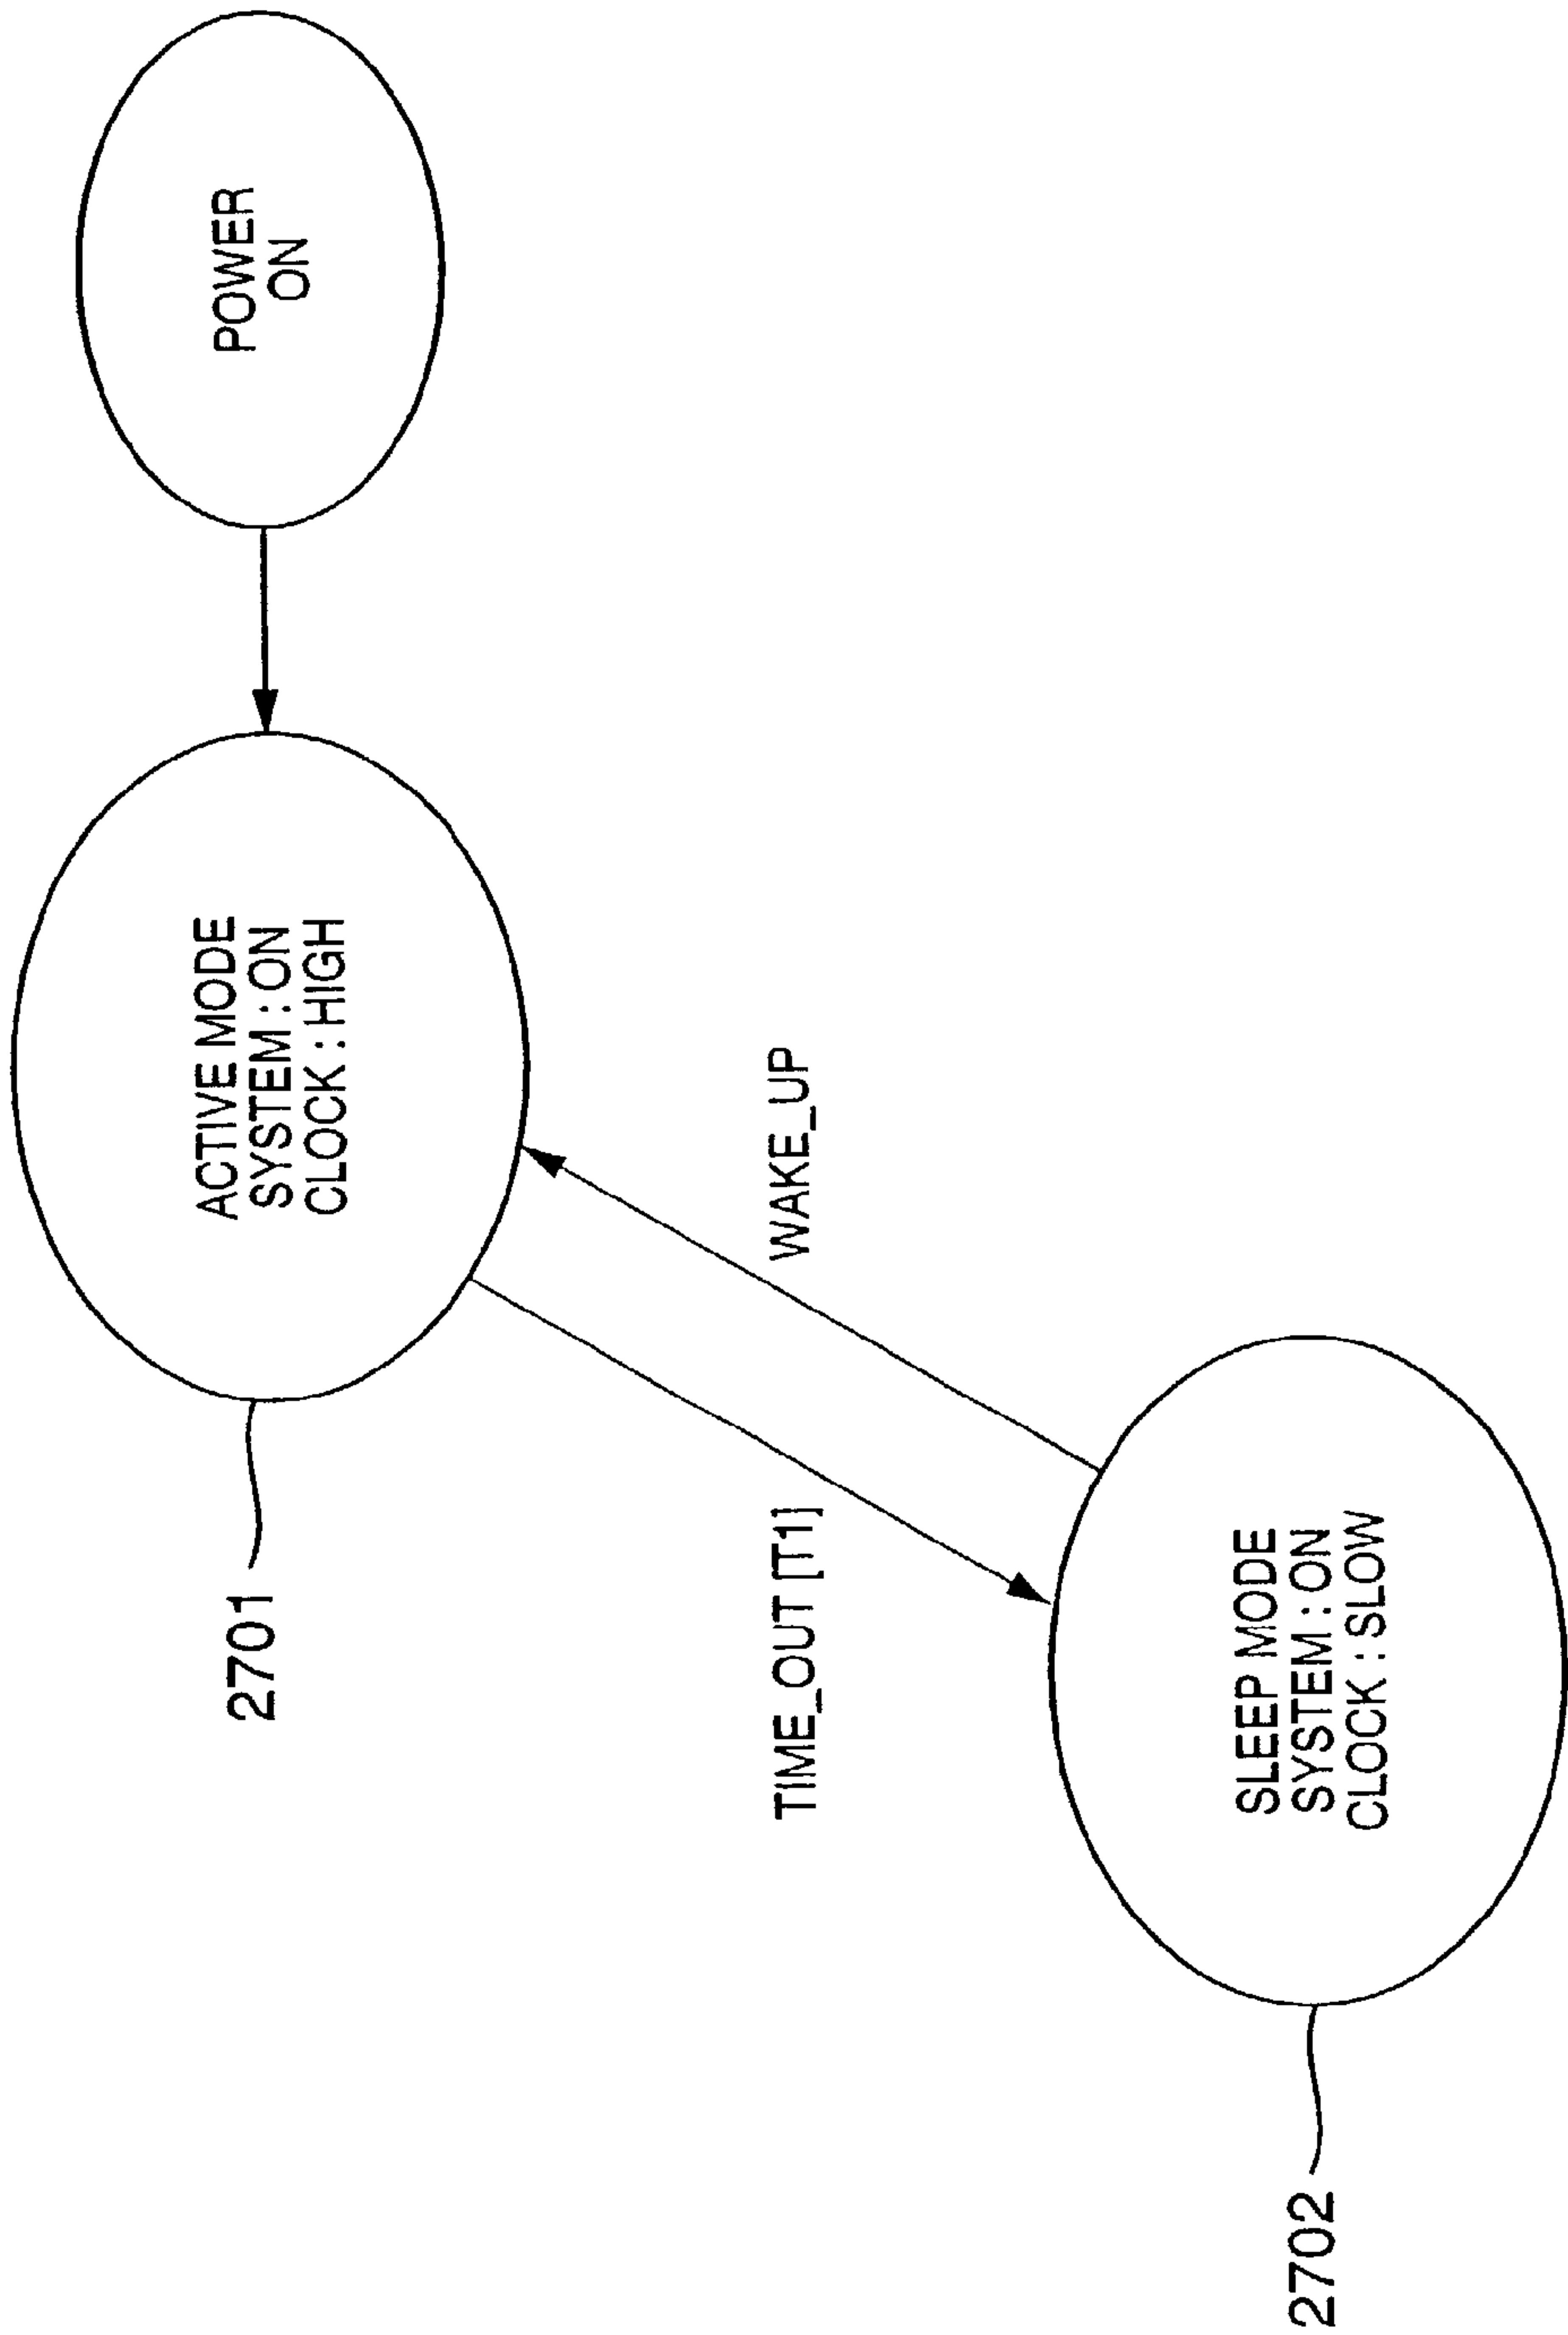 2701
ACTIVE MODE
SYSTEM : ON
CLOCK : HIGH
POWER
ON
TIME_OUT [T1]
WAKE_UP
2702
SLEEP MODE
SYSTEM : ON
CLOCK : SLOW